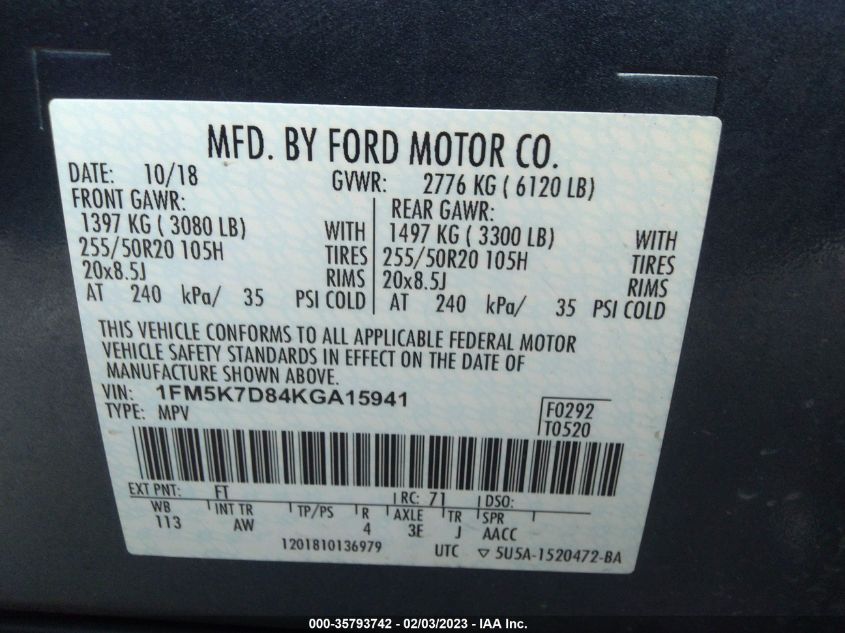 MFD. BY FORD MOTOR CO.
DATE: 10/18 GVWR: 2776 KG ( 6120 LB)
FRONT GAWR: REAR GAWR:
1397 KG ( 3080 LB) WITH 1497 KG ( 3300 LB) WITH
255/50R20 105H TIRES 255/50R20 105H TIRES
20x8.5J RIMS 20x8.5J RIMS
AT 240 kPa/ 35 PSI COLD AT 240 kPa/ 35 PSI COLD
THIS VEHICLE CONFORMS TO ALL APPLICABLE FEDERAL MOTOR
VEHICLE SAFETY STANDARDS IN EFFECT ON THE DATE OF
MANUFACTURE SHOWN ABOVE.
VIN: 1FM5K7D84KGA15941
TYPE: MPV F0292
T0520
EXT PNT: FT RC: 71 DSO:
WB INT TR TP/PS R AXLE TR SPR
113 AW 4 3E J AACC
1201810136979 UTC ▽ 5U5A-1520472-BA
000-35793742 - 02/03/2023 - IAA Inc.